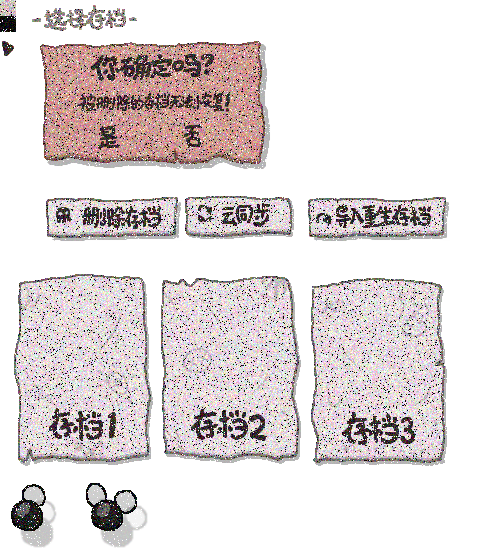 -选择存档-
你确定吗?
被删除的存档无法恢复!
是 否
删除存档 云同步 导入重生存档
存档1 存档2 存档3